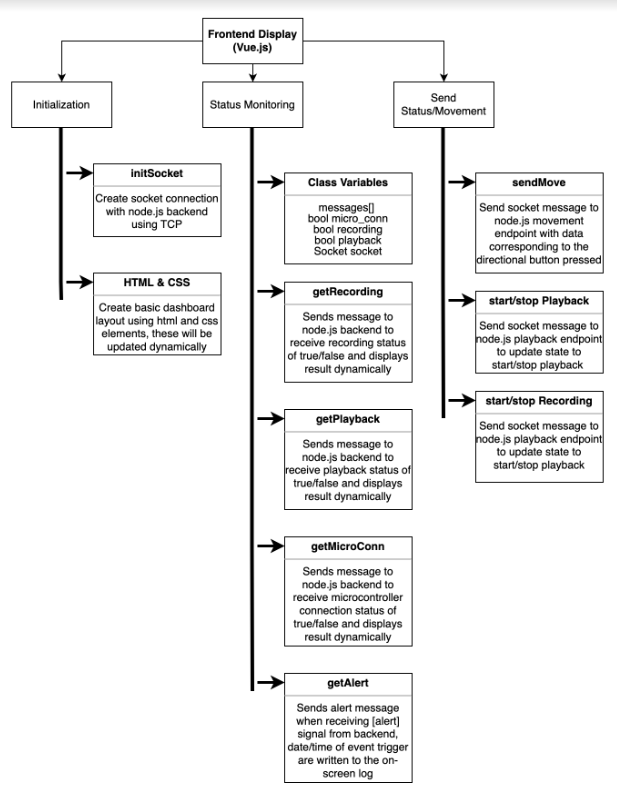 Frontend Display
(Vue.js)
Initialization
Status Monitoring
Send
Status/Movement
initSocket
Create socket connection
with node.js backend
using TCP
HTML & CSS
Create basic dashboard
layout using html and css
elements, these will be
updated dynamically
Class Variables
messages[]
bool micro_conn
bool recording
bool playback
Socket socket
getRecording
Sends message to
node.js backend to
receive recording status
of true/false and displays
result dynamically
getPlayback
Sends message to
node.js backend to
receive playback status of
true/false and displays
result dynamically
getMicroConn
Sends message to
node.js backend to
receive microcontroller
connection status of
true/false and displays
result dynamically
getAlert
Sends alert message
when receiving [alert]
signal from backend,
date/time of event trigger
are written to the on-
screen log
sendMove
Send socket message to
node.js movement
endpoint with data
corresponding to the
directional button pressed
start/stop Playback
Send socket message to
node.js playback endpoint
to update state to
start/stop playback
start/stop Recording
Send socket message to
node.js playback endpoint
to update state to
start/stop playback